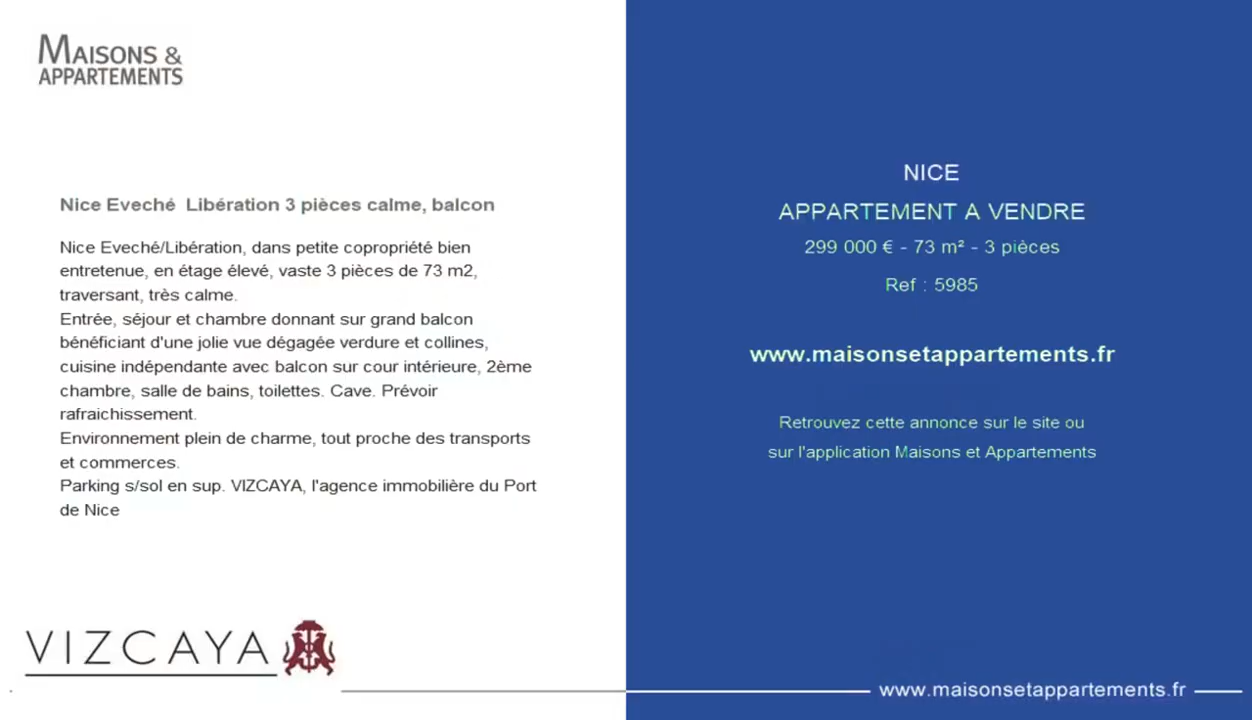 MAISONS &
APPARTEMENTS
Nice Eveché  Libération 3 pièces calme, balcon
Nice Eveché/Libération, dans petite copropriété bien
entretenue, en étage élevé, vaste 3 pièces de 73 m2,
traversant, très calme.
Entrée, séjour et chambre donnant sur grand balcon
bénéficiant d'une jolie vue dégagée verdure et collines,
cuisine indépendante avec balcon sur cour intérieure, 2ème
chambre, salle de bains, toilettes. Cave. Prévoir
rafraichissement.
Environnement plein de charme, tout proche des transports
et commerces.
Parking s/sol en sup. VIZCAYA, l'agence immobilière du Port
de Nice
VIZCAYA
NICE
APPARTEMENT A VENDRE
299 000 € - 73 m² - 3 pièces
Ref : 5985
www.maisonsetappartements.fr
Retrouvez cette annonce sur le site ou
sur l'application Maisons et Appartements
www.maisonsetappartements.fr